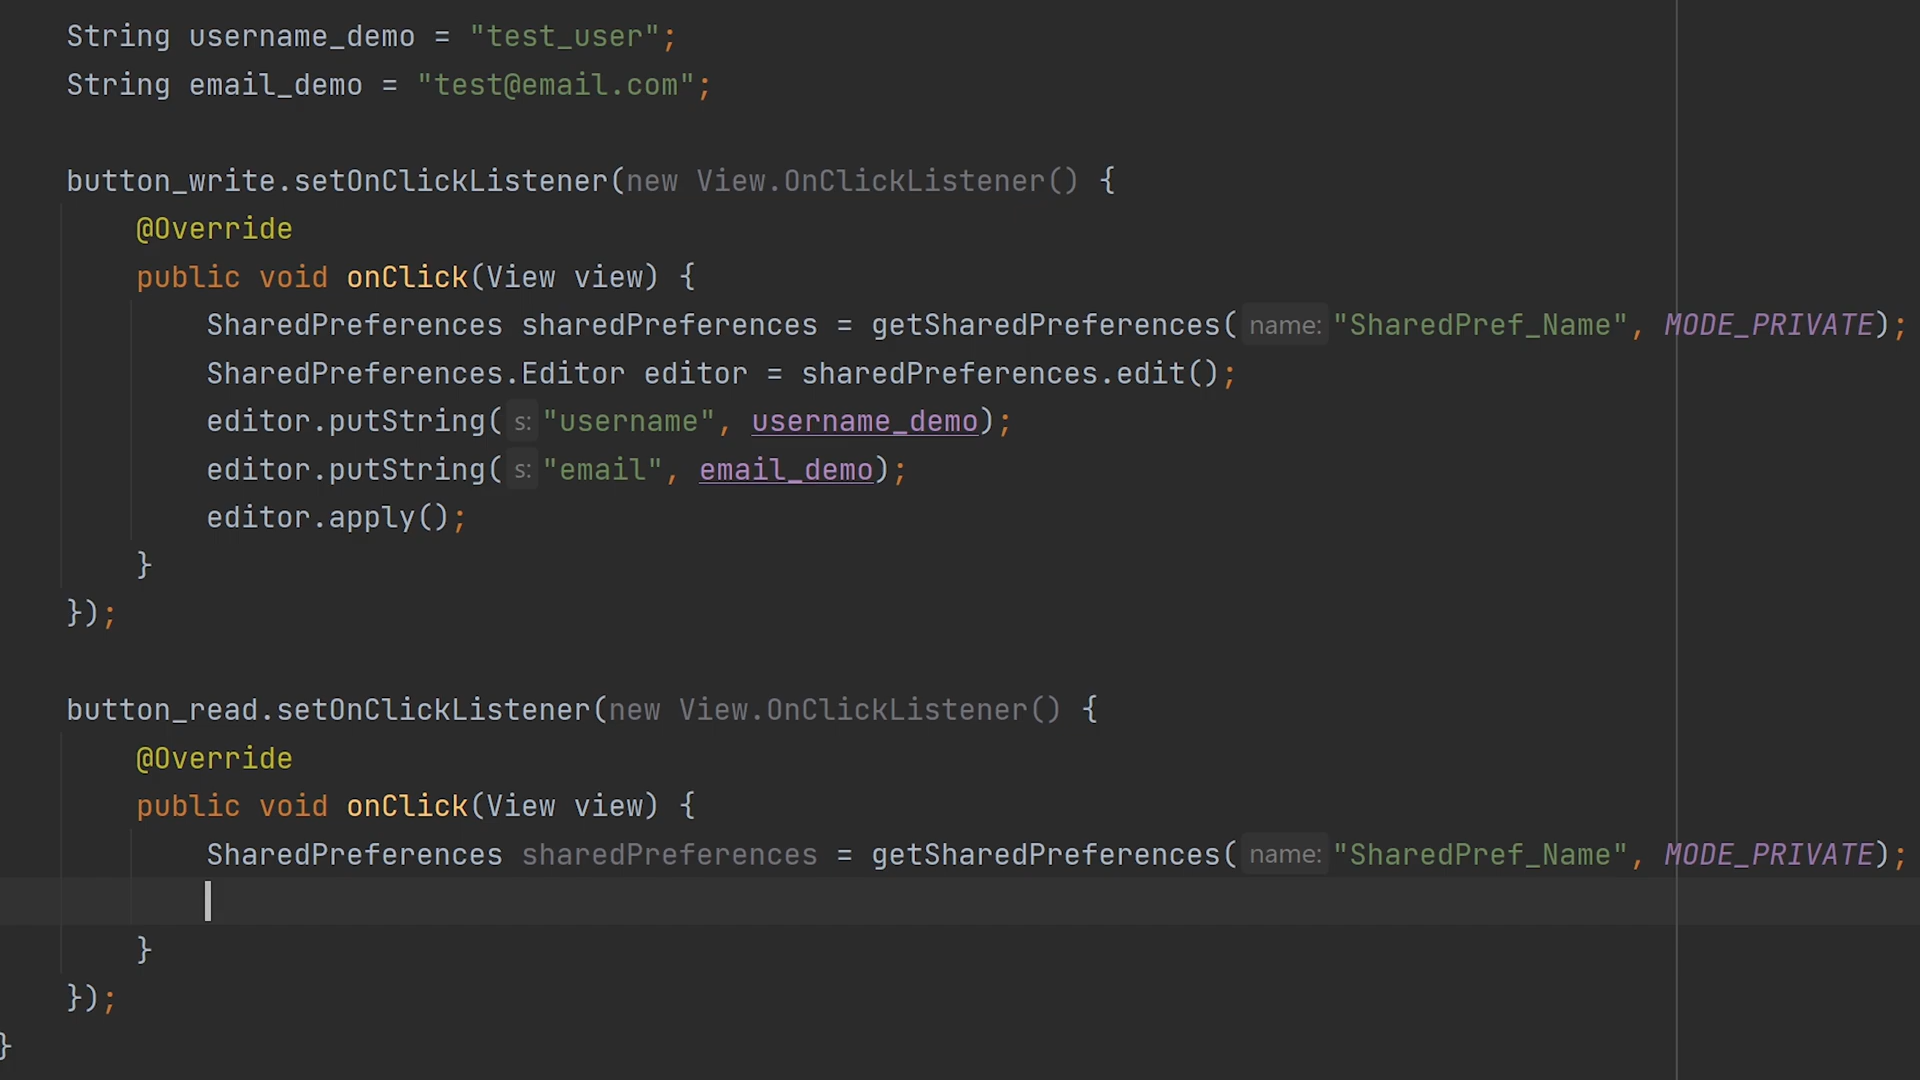 String username_demo = "test_user";
String email_demo = "test@email.com";
button_write.setOnClickListener(new View.OnClickListener() {
@Override
public void onClick(View view) {
SharedPreferences sharedPreferences = getSharedPreferences( name: "SharedPref_Name", MODE_PRIVATE);
SharedPreferences.Editor editor = sharedPreferences.edit();
editor.putString( s: "username", username_demo);
editor.putString( s: "email", email_demo);
editor.apply();
}
});
button_read.setOnClickListener(new View.OnClickListener() {
@Override
public void onClick(View view) {
SharedPreferences sharedPreferences = getSharedPreferences( name: "SharedPref_Name", MODE_PRIVATE);
}
});
}